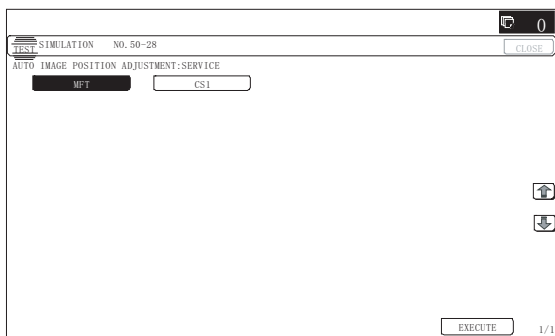 0
TEST SIMULATION NO.50-28
CLOSE
AUTO IMAGE POSITION ADJUSTMENT:SERVICE
MFT CS1
EXECUTE 1/1